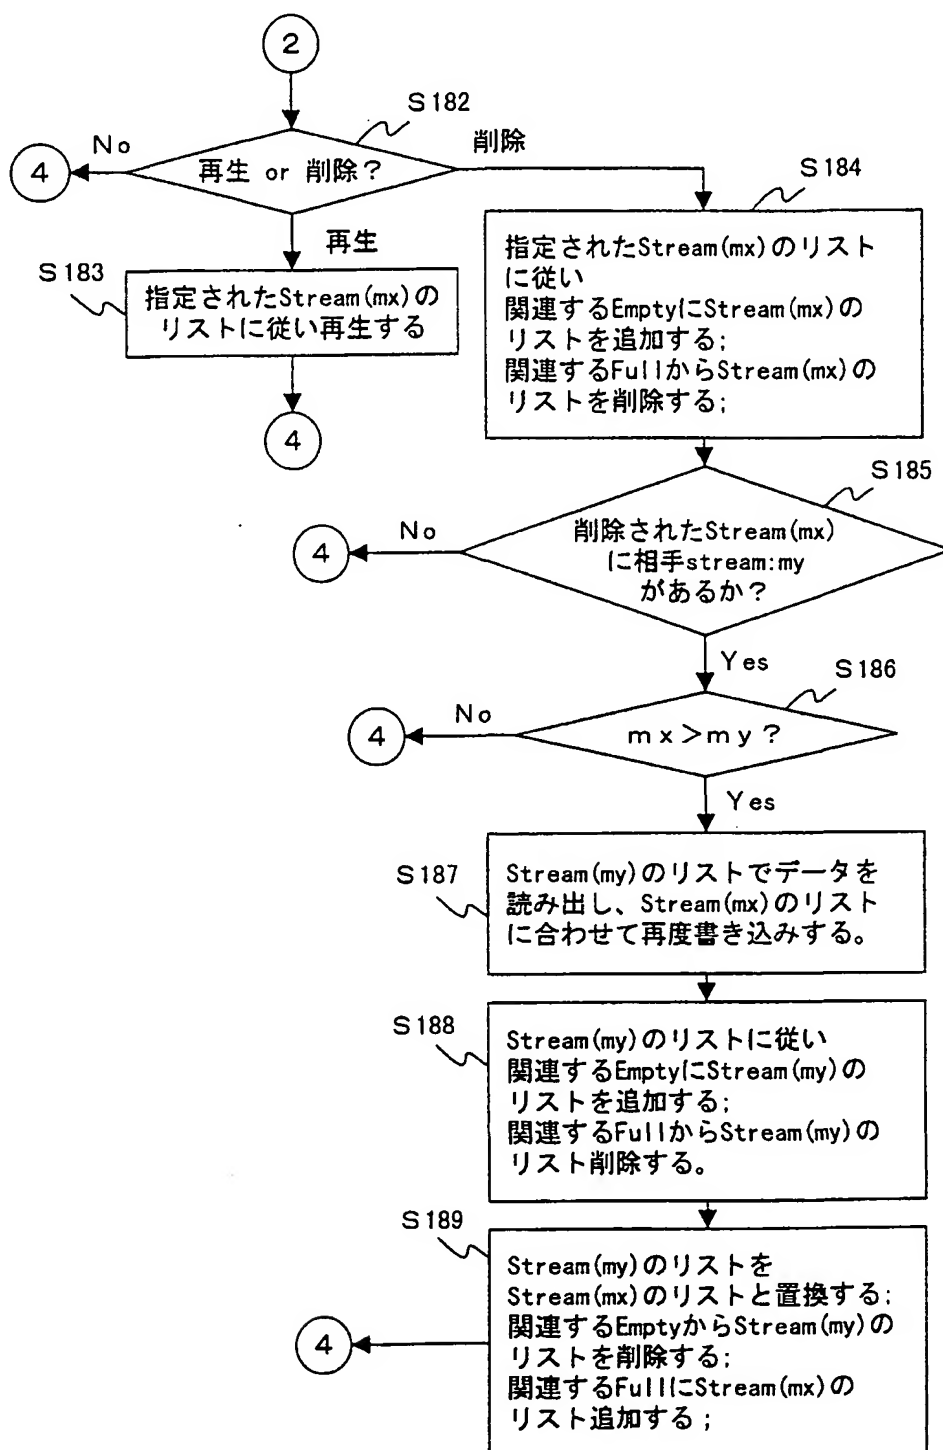 2
S182
No
削除
4
再生 or 削除?
S184
再生
S183
指定されたStream(mx)の
リストに従い再生する
指定されたStream(mx)のリスト
に従い
関連するEmptyにStream(mx)の
リストを追加する;
関連するFullからStream(mx)の
リストを削除する;
4
S185
No
4
削除されたStream(mx)
に相手stream:my
があるか?
Yes
S186
No
4
mx>my?
Yes
S187
Stream(my)のリストでデータを
読み出し、Stream(mx)のリスト
に合わせて再度書き込みする。
S188
Stream(my)のリストに従い
関連するEmptyにStream(my)の
リストを追加する;
関連するFullからStream(my)の
リスト削除する。
S189
Stream(my)のリストを
Stream(mx)のリストと置換する;
関連するEmptyからStream(my)の
リストを削除する;
関連するFullにStream(mx)の
リスト追加する;
4